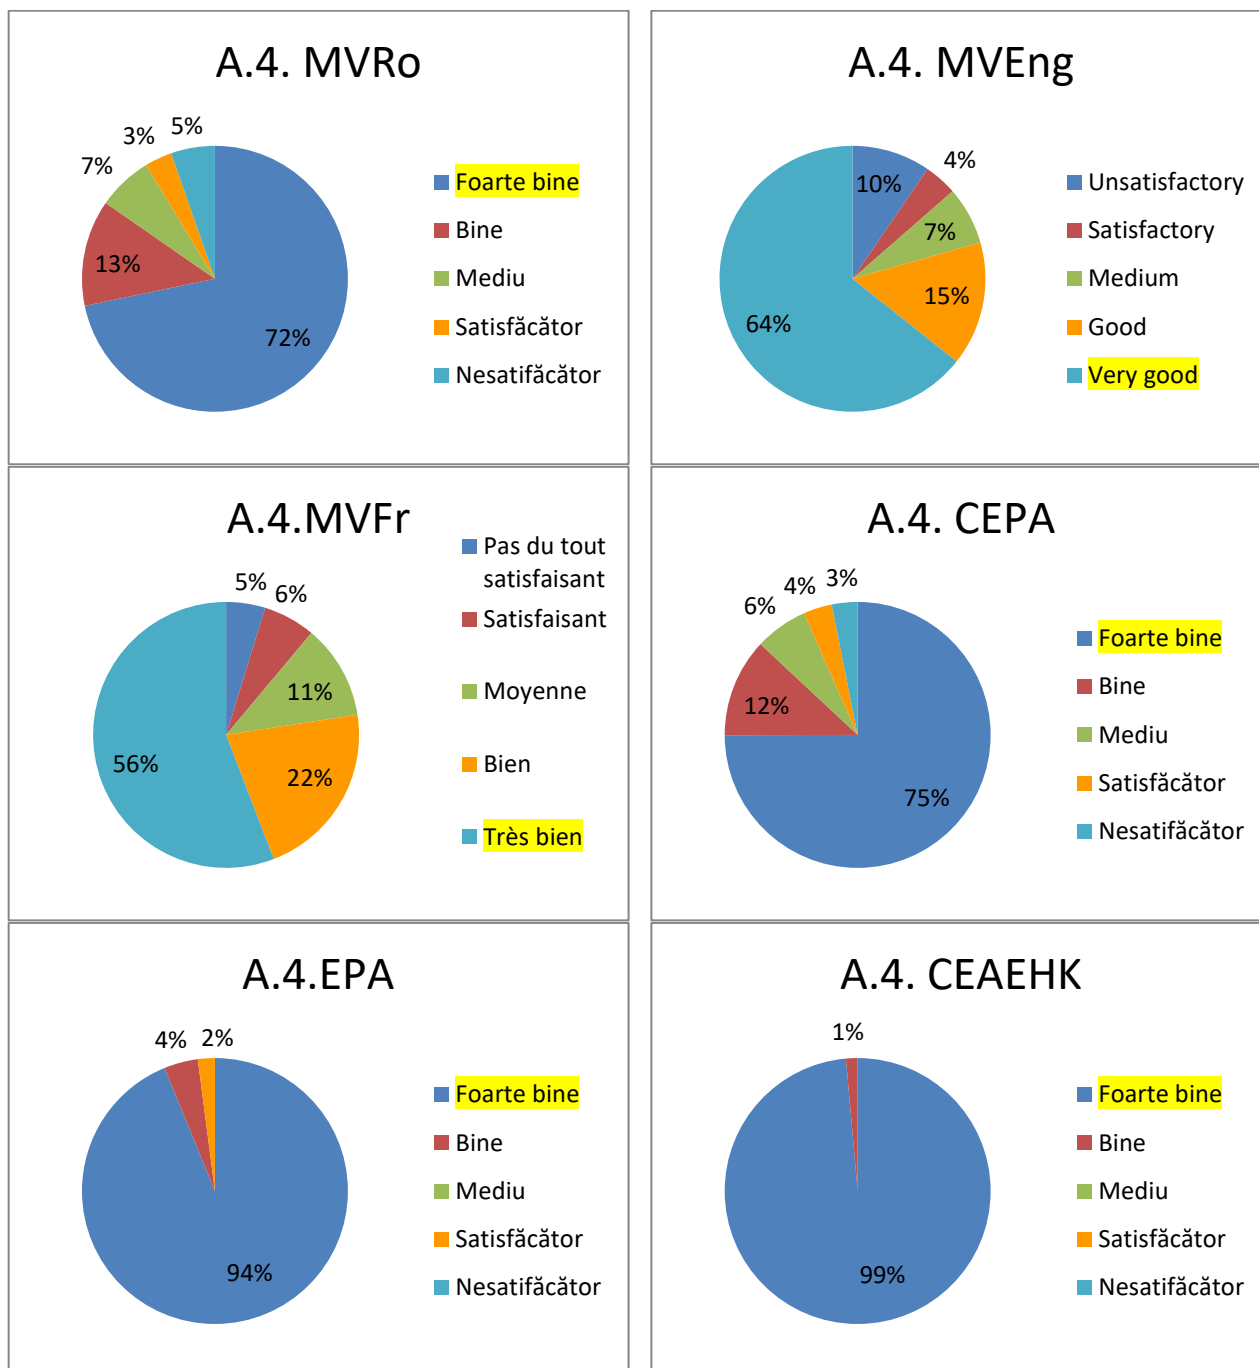 A.4. MVRo
3%
5%
7%
13%
72%
Foarte bine
Bine
Mediu
Satisfăcător
Nesatifăcător
A.4. MVEng
10%
4%
7%
15%
64%
Unsatisfactory
Satisfactory
Medium
Good
Very good
A.4.MVFr
5%
6%
11%
22%
56%
Pas du tout
satisfaisant
Satisfaisant
Moyenne
Bien
Très bien
A.4. CEPA
3%
4%
6%
12%
75%
Foarte bine
Bine
Mediu
Satisfăcător
Nesatifăcător
A.4.EPA
4%
2%
94%
Foarte bine
Bine
Mediu
Satisfăcător
Nesatifăcător
A.4. CEAEHK
1%
99%
Foarte bine
Bine
Mediu
Satisfăcător
Nesatifăcător